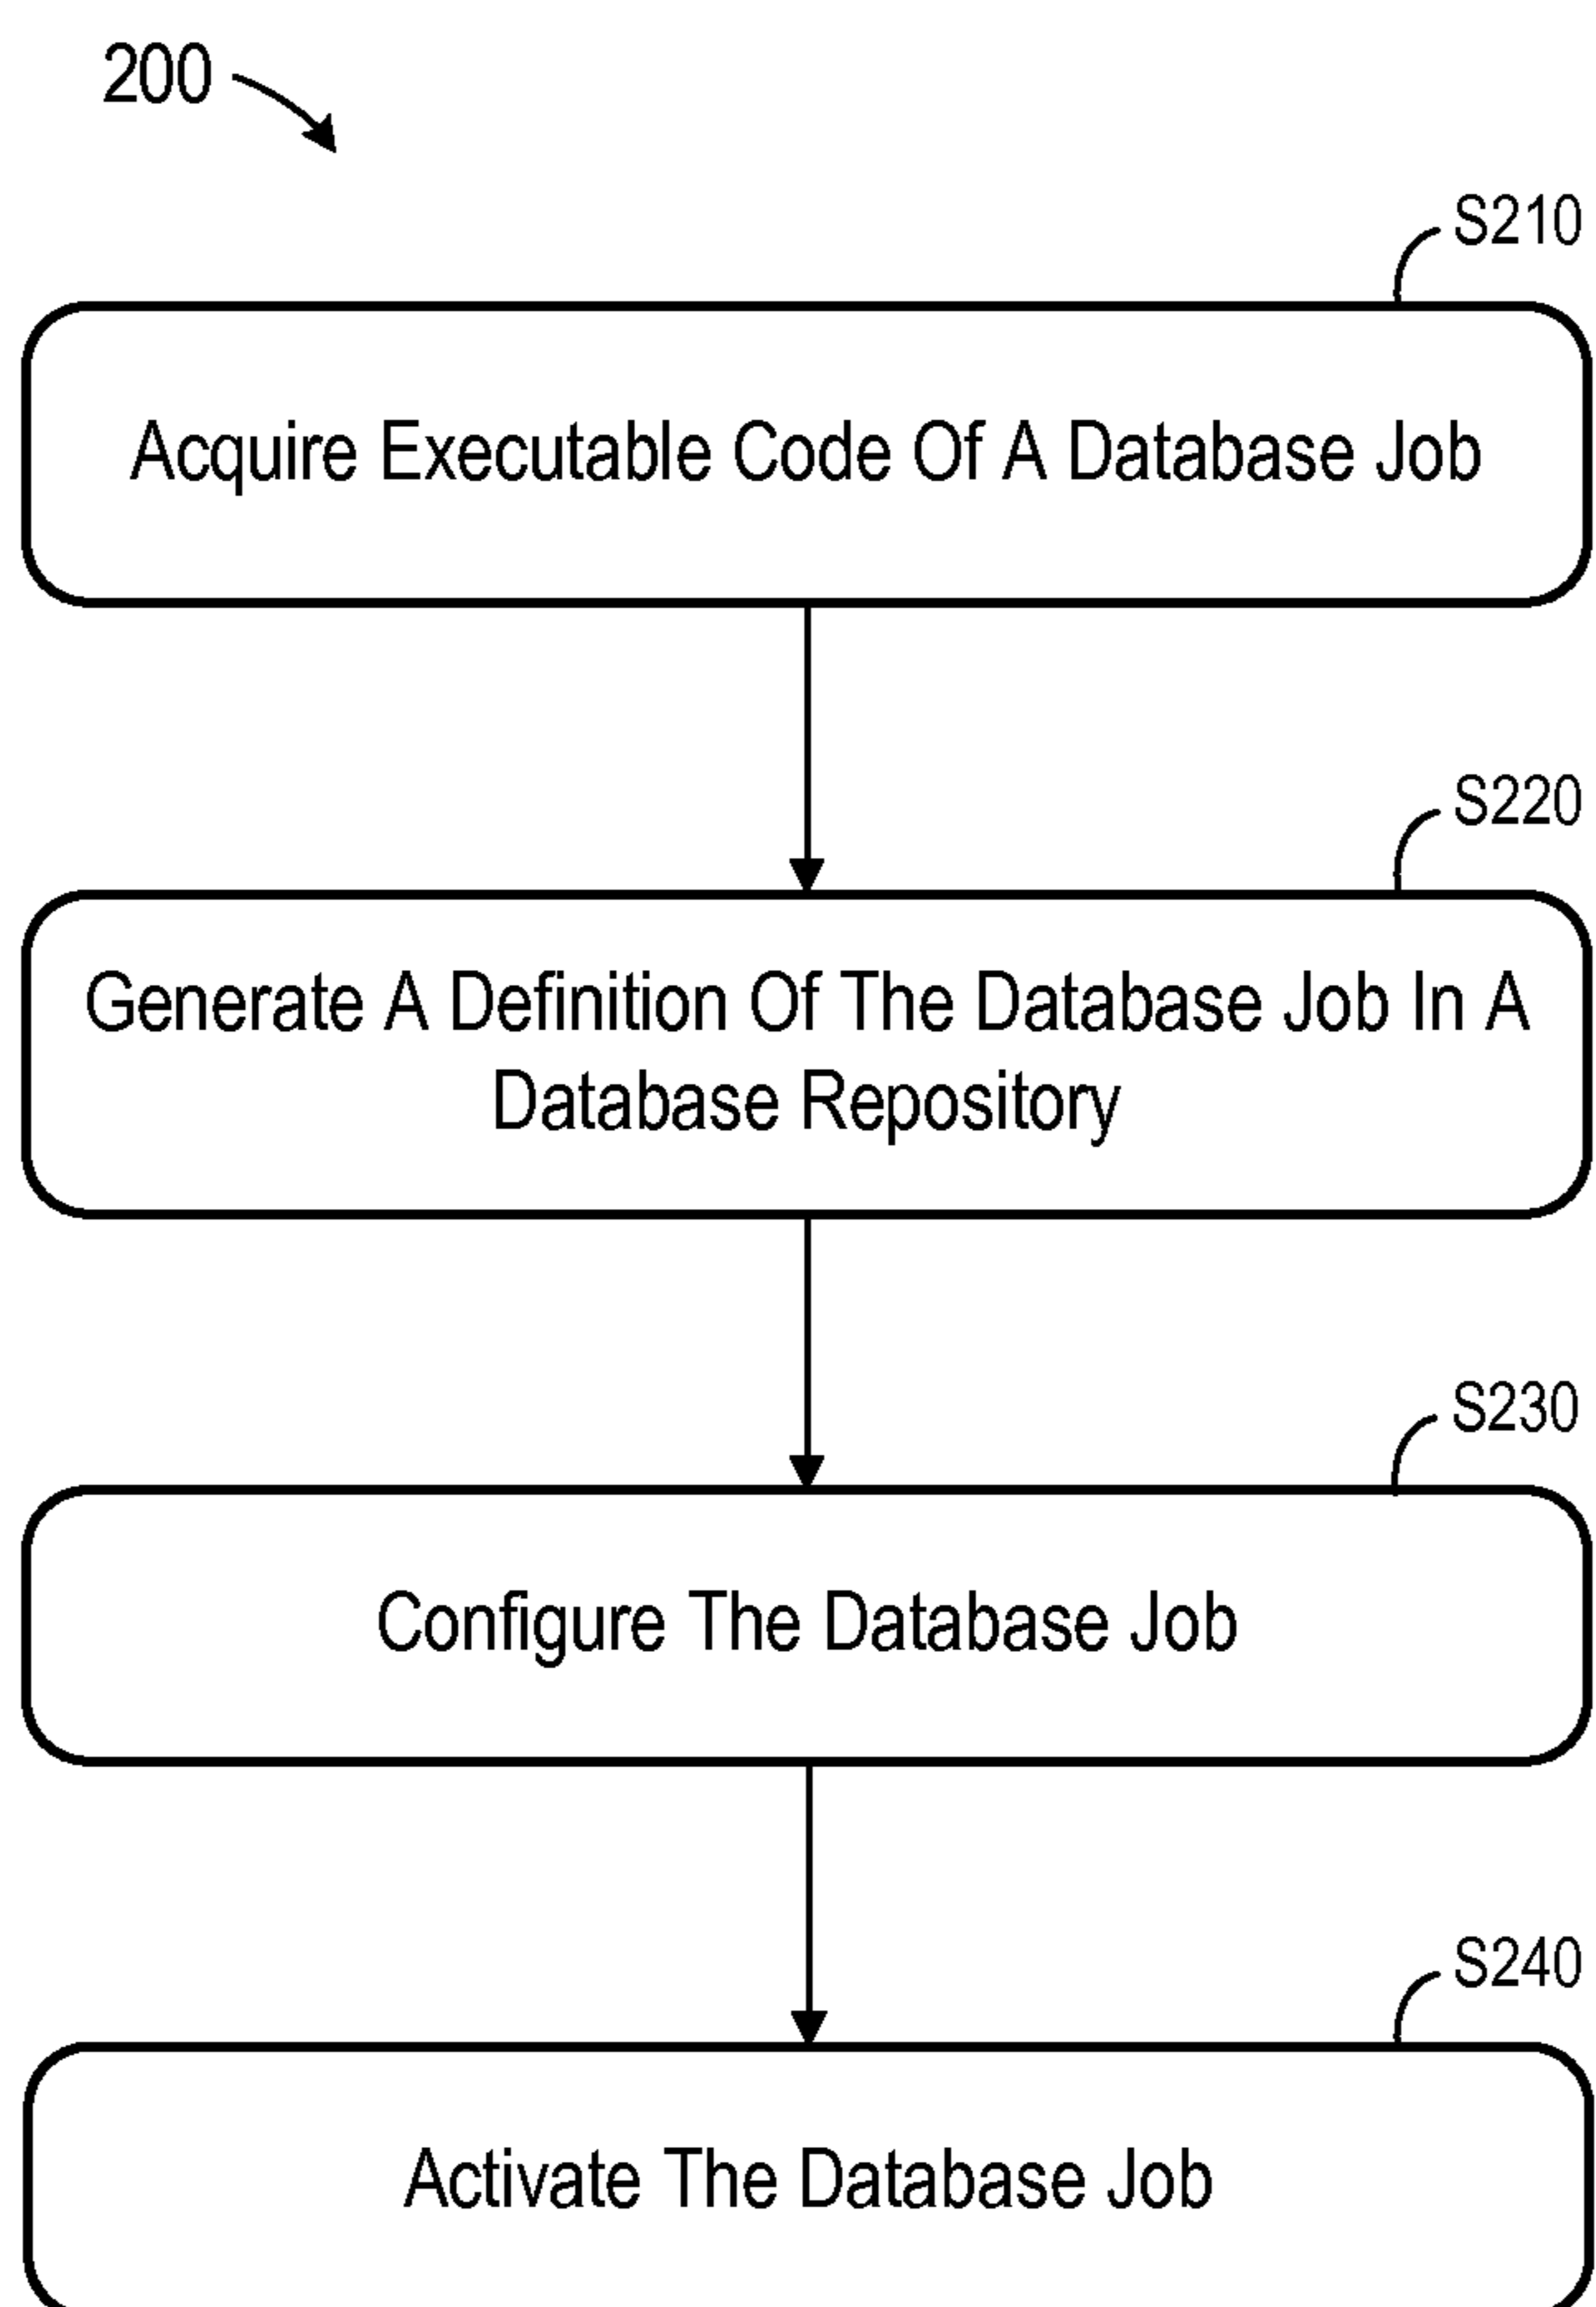 200
S210
Acquire Executable Code Of A Database Job
S220
Generate A Definition Of The Database Job In A
Database Repository
S230
Configure The Database Job
S240
Activate The Database Job